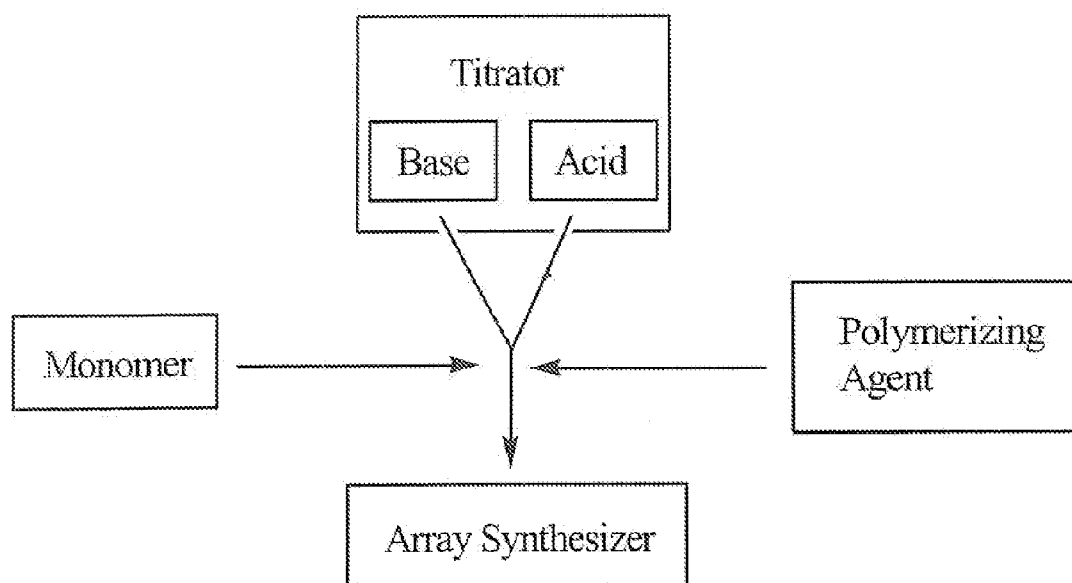 Titrator
Base
Acid
Monomer
Polymerizing
Agent
Array Synthesizer